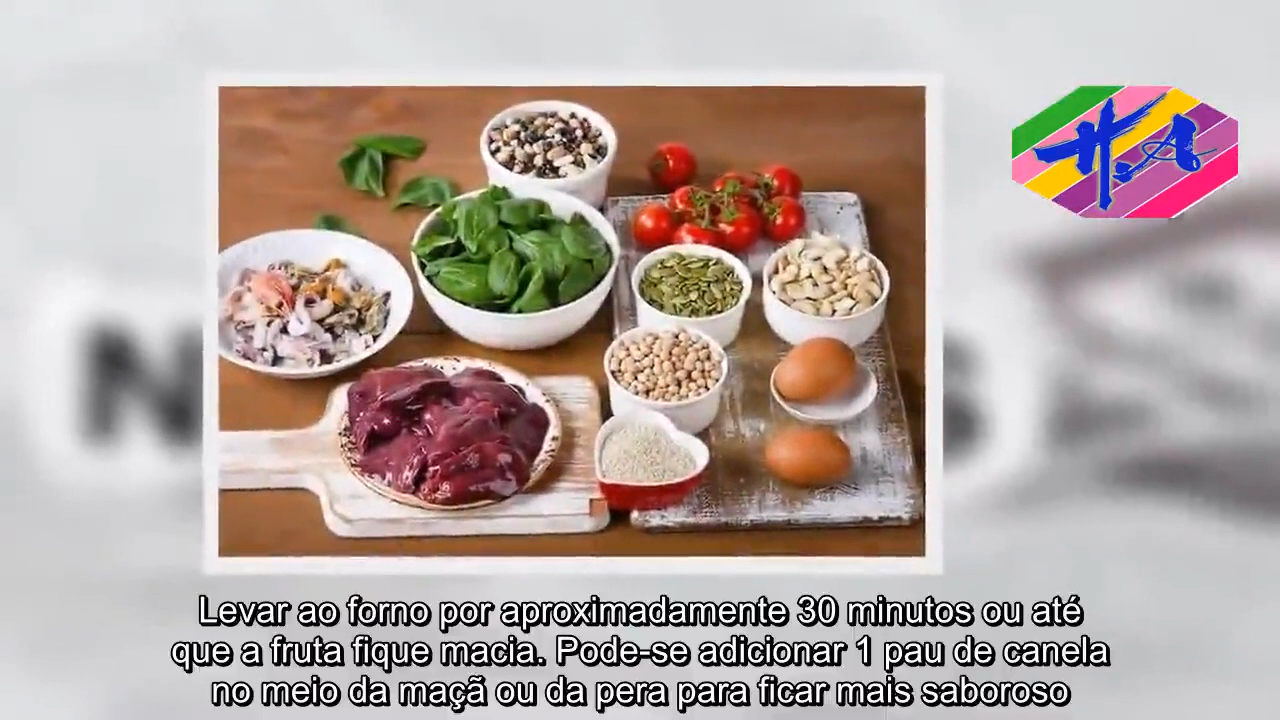 H.A
Levar ao forno por aproximadamente 30 minutos ou até
que a fruta fique macia. Pode-se adicionar 1 pau de canela
no meio da maçã ou da pera para ficar mais saboroso